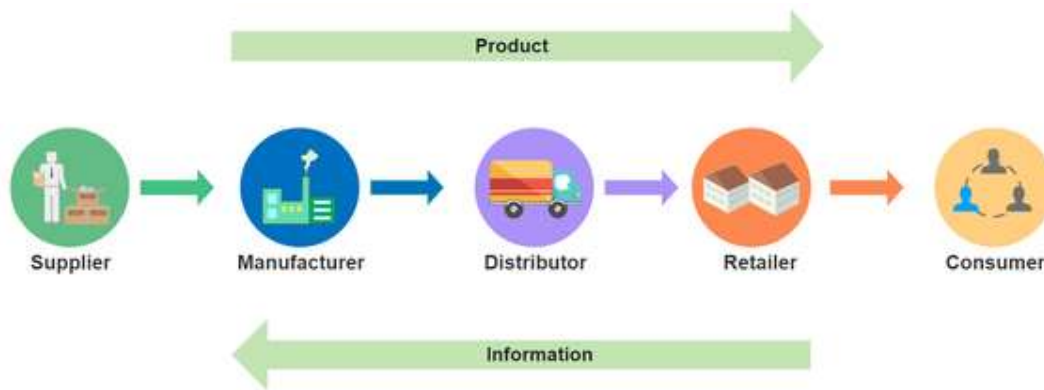 Product
Supplier
Manufacturer
Distributor
Retailer
Consumer
Information